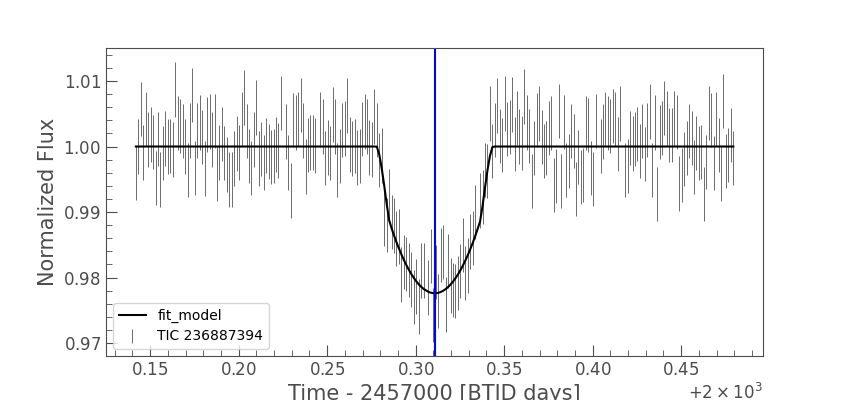 1.01
1.00
0.99
0.98
0.97
Normalized Flux
fit_model
TIC 236887394
0.15 0.20 0.25 0.30 0.35 0.40 0.45
Time - 2457000 [BTJD days]
+2 × 10³